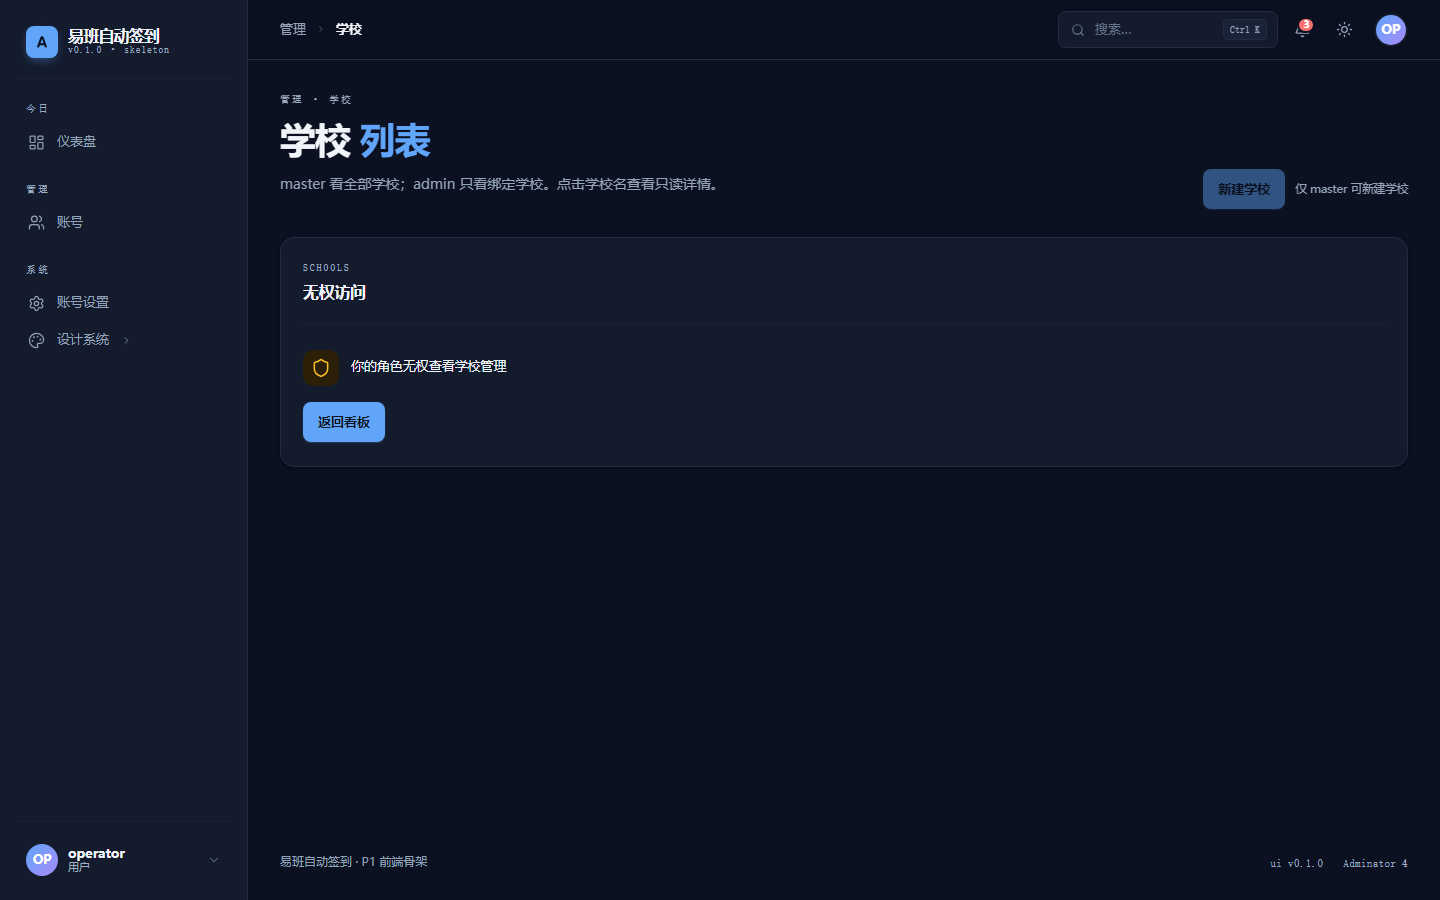 A
易班自动签到
v0.1.0 • skeleton
今日
仪表盘
管理
账号
系统
账号设置
设计系统
OP
operator
用户
管理 › 学校
搜索...
Ctrl K
3
OP
管理 • 学校
学校 列表
master 看全部学校；admin 只看绑定学校。点击学校名查看只读详情。
新建学校
仅 master 可新建学校
SCHOOLS
无权访问
你的角色无权查看学校管理
返回看板
易班自动签到 · P1 前端骨架
ui v0.1.0
Adminator 4